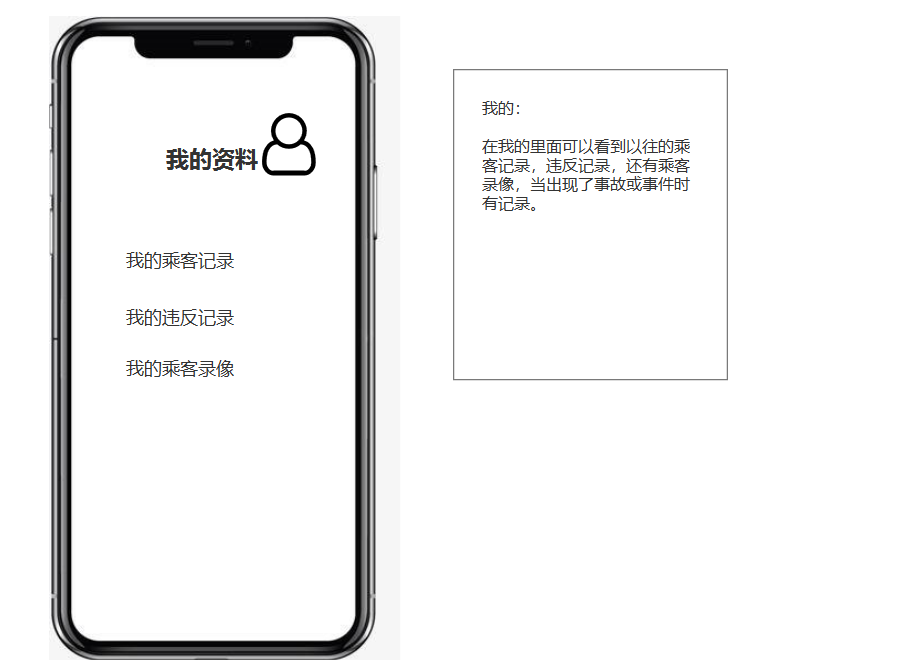 我的资料
我的乘客记录
我的违反记录
我的乘客录像
我的：
在我的里面可以看到以往的乘
客记录，违反记录，还有乘客
录像，当出现了事故或事件时
有记录。